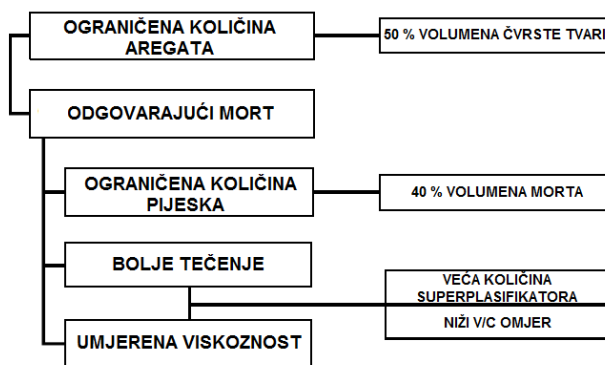 OGRANIČENA KOLIČINA
AREGATA
50 % VOLUMENA ČVRSTE TVARI
ODGOVARAJUĆI MORT
OGRANIČENA KOLIČINA
PIJESKA
40 % VOLUMENA MORTA
BOLJE TEČENJE
VEĆA KOLIČINA
SUPERPLASIFIKATORA
NIŽI V/C OMJER
UMJERENA VISKOZNOST